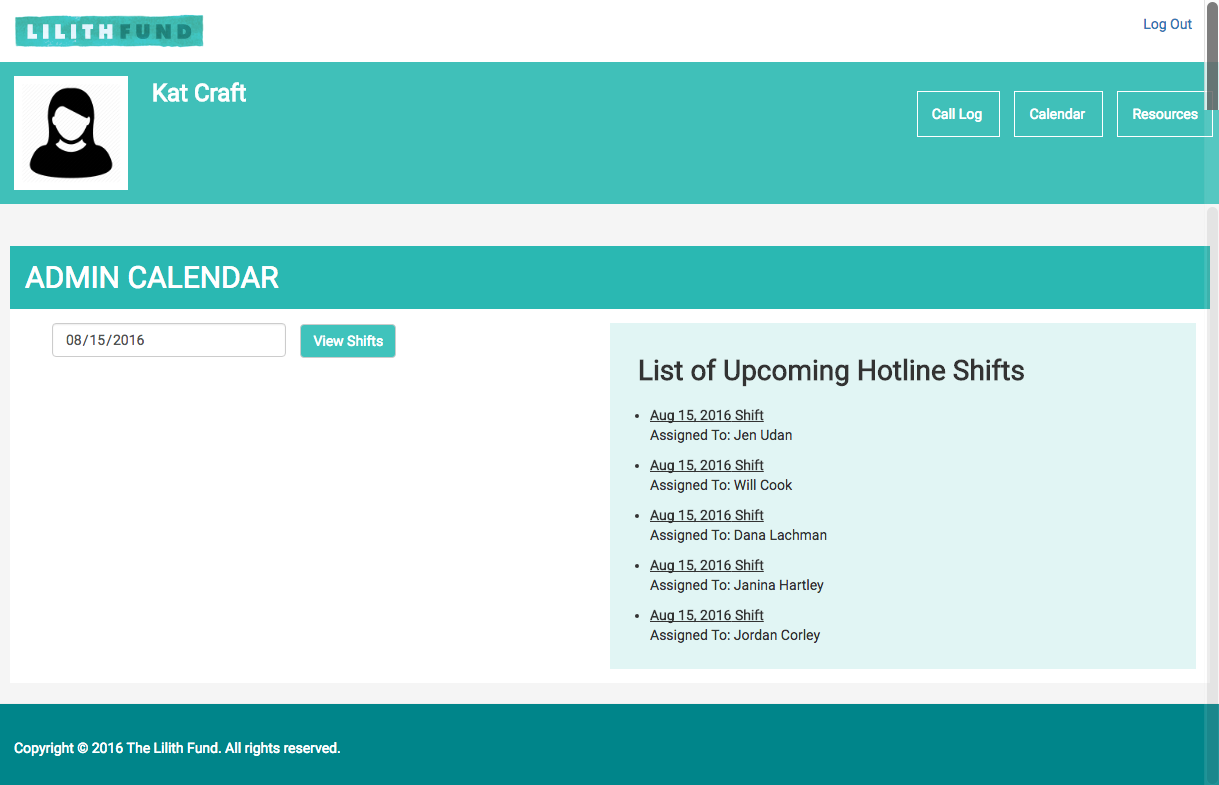 LILITHFUND
Log Out
Kat Craft
Call Log
Calendar
Resources
ADMIN CALENDAR
08/15/2016
View Shifts
List of Upcoming Hotline Shifts
• Aug 15, 2016 Shift
Assigned To: Jen Udan
• Aug 15, 2016 Shift
Assigned To: Will Cook
• Aug 15, 2016 Shift
Assigned To: Dana Lachman
• Aug 15, 2016 Shift
Assigned To: Janina Hartley
• Aug 15, 2016 Shift
Assigned To: Jordan Corley
Copyright © 2016 The Lilith Fund. All rights reserved.